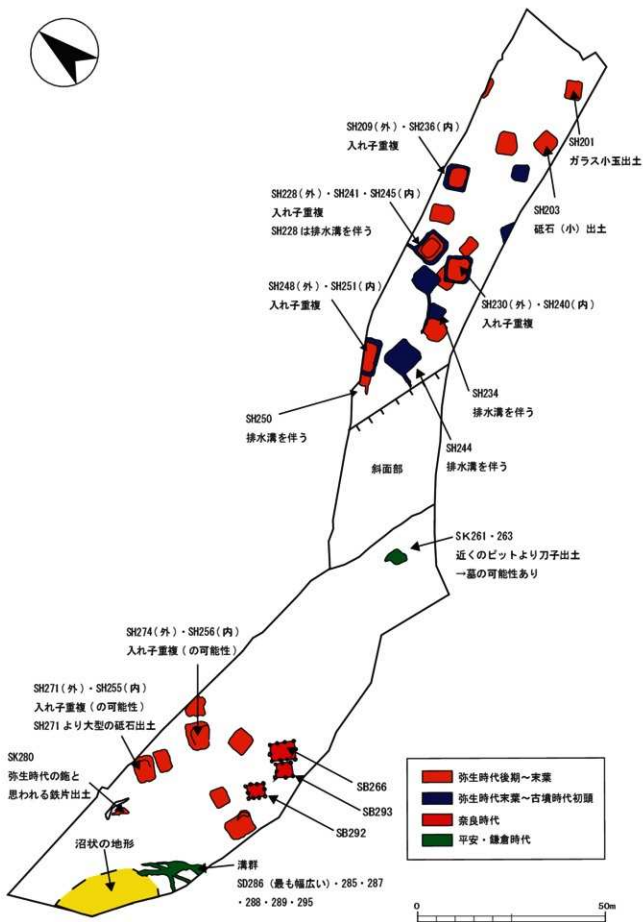 SH201
ガラス小玉出土
SH209(外)・SH236(内)
入れ子重複
SH203
砥石(小)出土
SH228(外)・SH241・SH245(内)
入れ子重複
SH228は排水溝を伴う
SH248(外)・SH251(内)
入れ子重複
SH230(外)・SH240(内)
入れ子重複
SH234
排水溝を伴う
SH250
排水溝を伴う
SH244
排水溝を伴う
斜面部
SK261・263
近くのピットより刀子出土
→墓の可能性あり
SH274(外)・SH256(内)
入れ子重複(の可能性)
SH271(外)・SH255(内)
入れ子重複(の可能性)
SH271より大型の砥石出土
SK280
弥生時代の鉇と
思われる鉄片出土
SB266
SB293
SB292
沼状の地形
溝群
SD286(最も幅広い)・285・287
・288・289・295
弥生時代後期～末葉
弥生時代末葉～古墳時代初頭
奈良時代
平安・鎌倉時代
0 50m